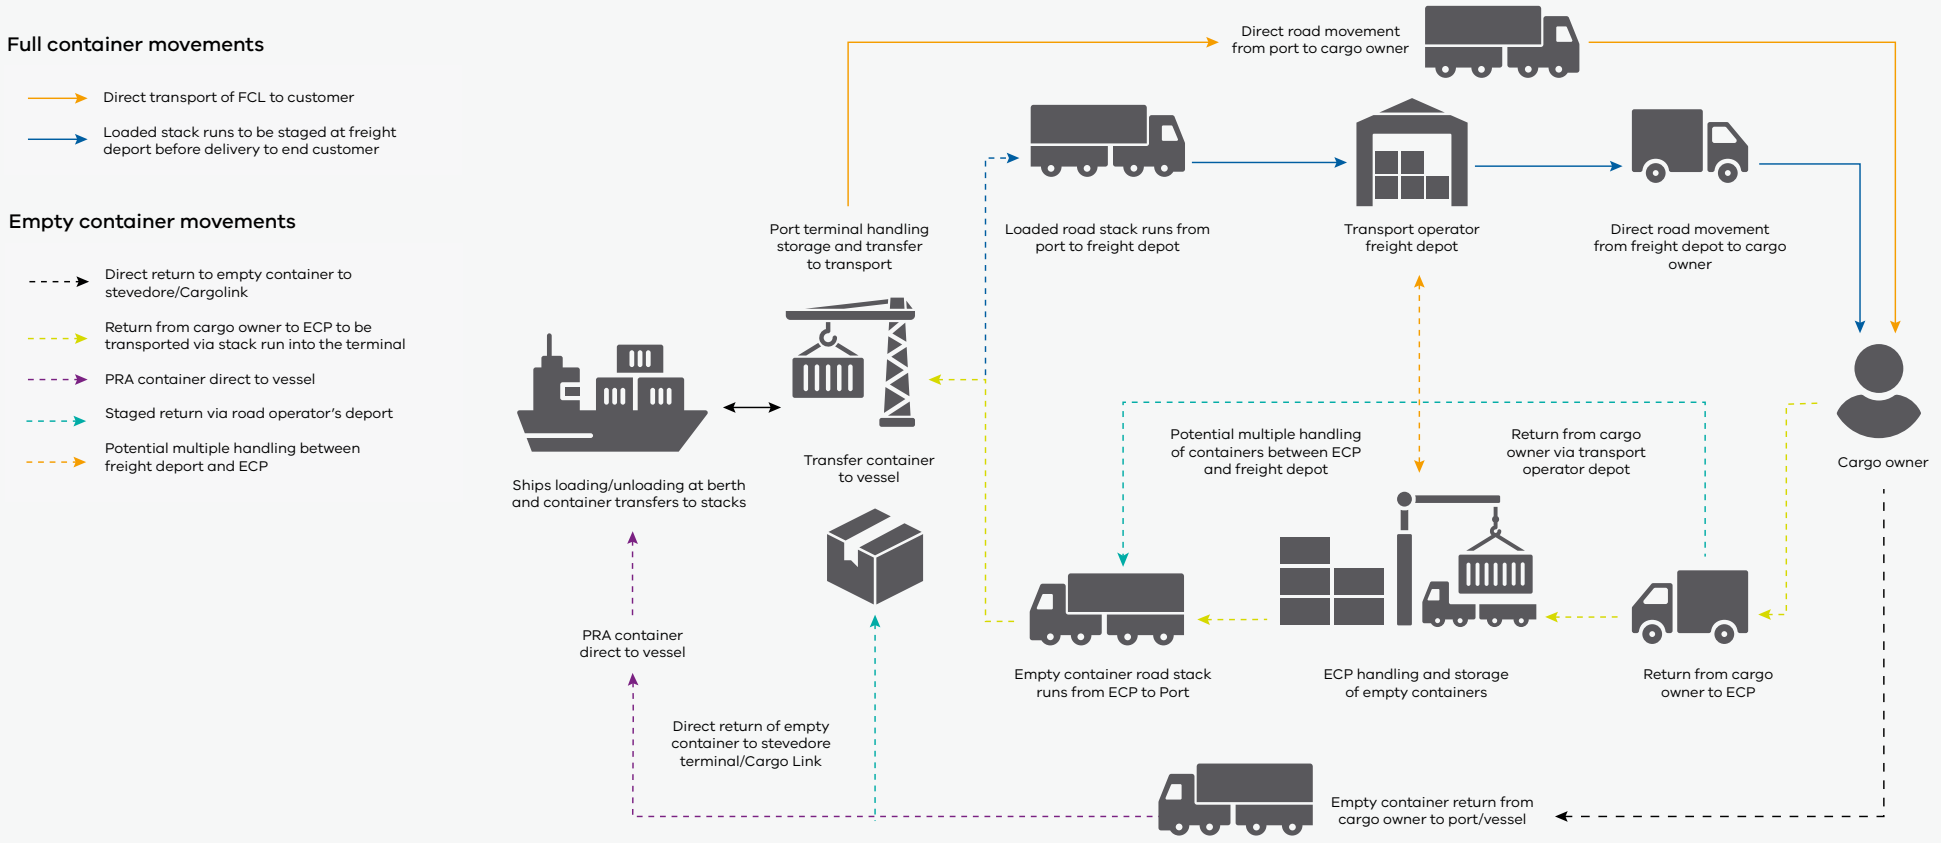 Full container movements
Direct transport of FCL to customer
Loaded stack runs to be staged at freight
deport before delivery to end customer
Empty container movements
Direct return to empty container to
stevedore/Cargolink
Return from cargo owner to ECP to be
transported via stack run into the terminal
PRA container direct to vessel
Staged return via road operator's deport
Potential multiple handling between
freight deport and ECP
Direct road movement
from port to cargo owner
Port terminal handling
storage and transfer
to transport
Loaded road stack runs from
port to freight depot
Transport operator
freight depot
Direct road movement
from freight depot to cargo
owner
Ships loading/unloading at berth
and container transfers to stacks
Transfer container
to vessel
Potential multiple handling
of containers between ECP
and freight depot
Return from cargo
owner via transport
operator depot
Cargo owner
PRA container
direct to vessel
Empty container road stack
runs from ECP to Port
ECP handling and storage
of empty containers
Return from cargo
owner to ECP
Direct return of empty
container to stevedore
terminal/Cargo Link
Empty container return from
cargo owner to port/vessel